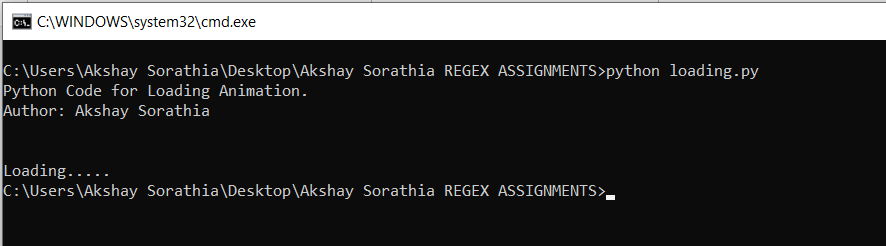 C:\WINDOWS\system32\cmd.exe
C:\Users\Akshay Sorathia\Desktop\Akshay Sorathia REGEX ASSIGNMENTS>python loading.py
Python Code for Loading Animation.
Author: Akshay Sorathia
Loading.....
C:\Users\Akshay Sorathia\Desktop\Akshay Sorathia REGEX ASSIGNMENTS>